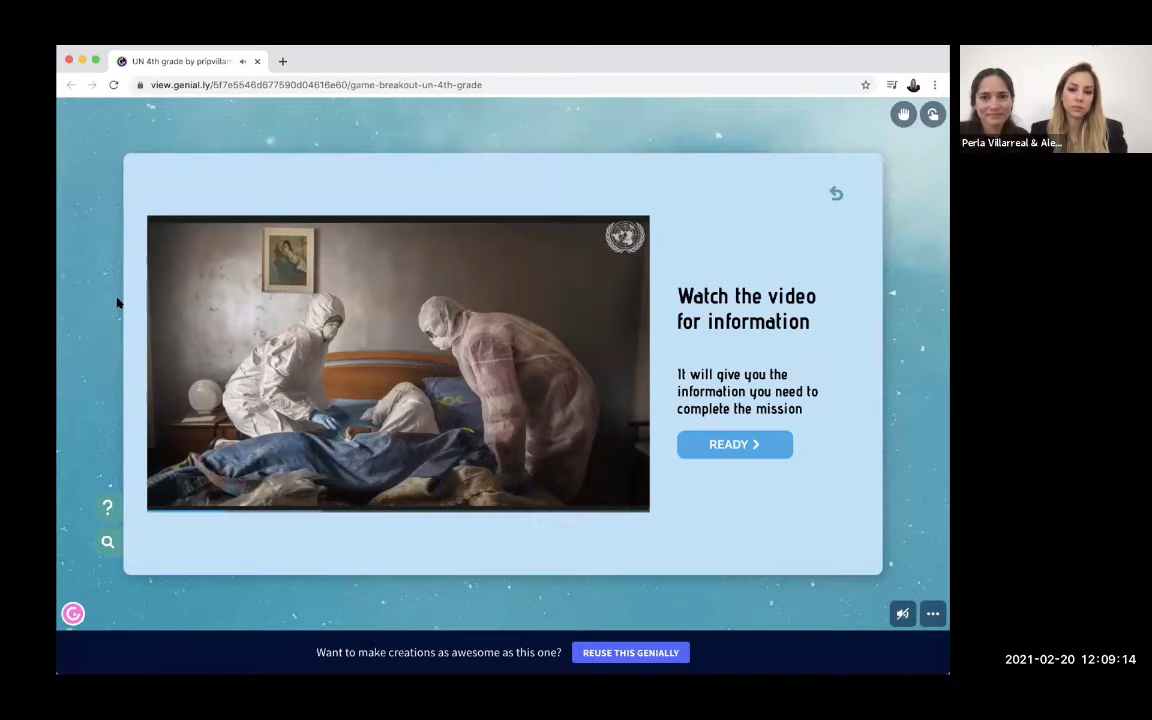 UN 4th grade by pripvillar
view.genial.ly/5f7e5546d677590d04616e60/game-breakout-un-4th-grade
Perla Villarreal & Ale...
Watch the video
for information
It will give you the
information you need to
complete the mission
READY
?
Want to make creations as awesome as this one?
REUSE THIS GENIALLY
2021-02-20 12:09:14